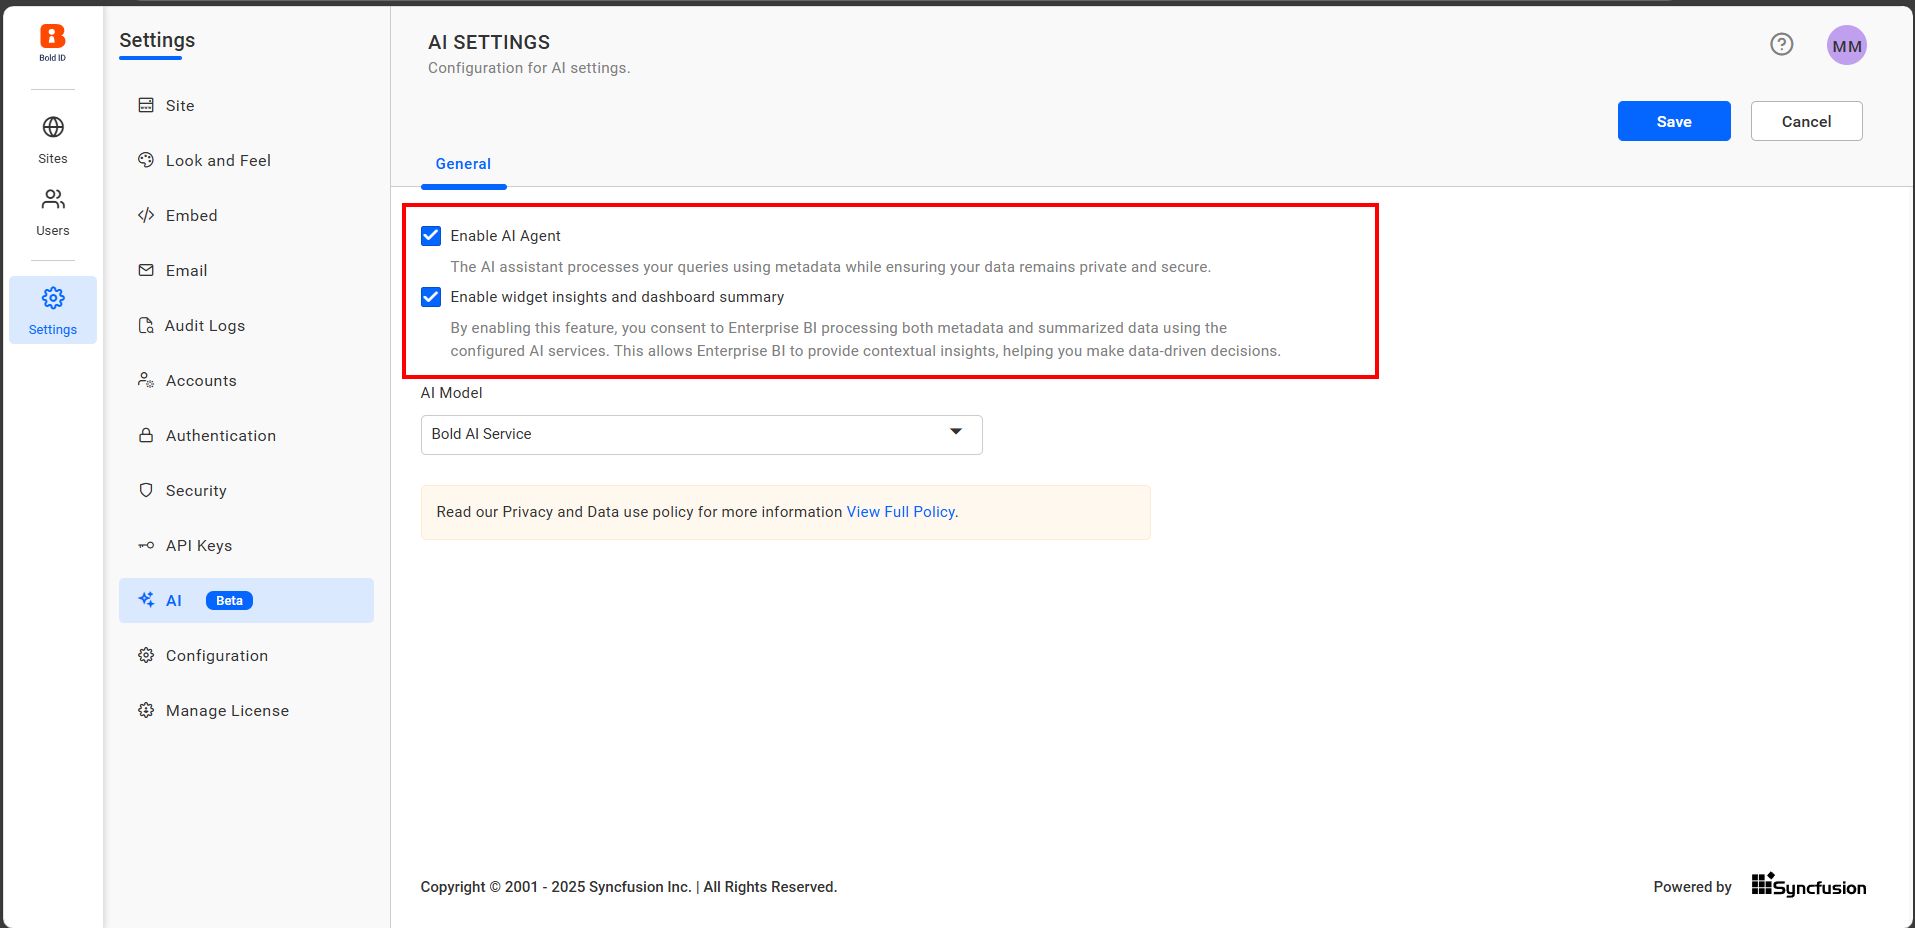 Bold ID
Sites
Users
Settings
Settings
Site
Look and Feel
Embed
Email
Audit Logs
Accounts
Authentication
Security
API Keys
AI Beta
Configuration
Manage License
AI SETTINGS
Configuration for AI settings.
MM
Save
Cancel
General
Enable AI Agent
The AI assistant processes your queries using metadata while ensuring your data remains private and secure.
Enable widget insights and dashboard summary
By enabling this feature, you consent to Enterprise BI processing both metadata and summarized data using the
configured AI services. This allows Enterprise BI to provide contextual insights, helping you make data-driven decisions.
AI Model
Bold AI Service
Read our Privacy and Data use policy for more information View Full Policy.
Copyright © 2001 - 2025 Syncfusion Inc. | All Rights Reserved.
Powered by Syncfusion